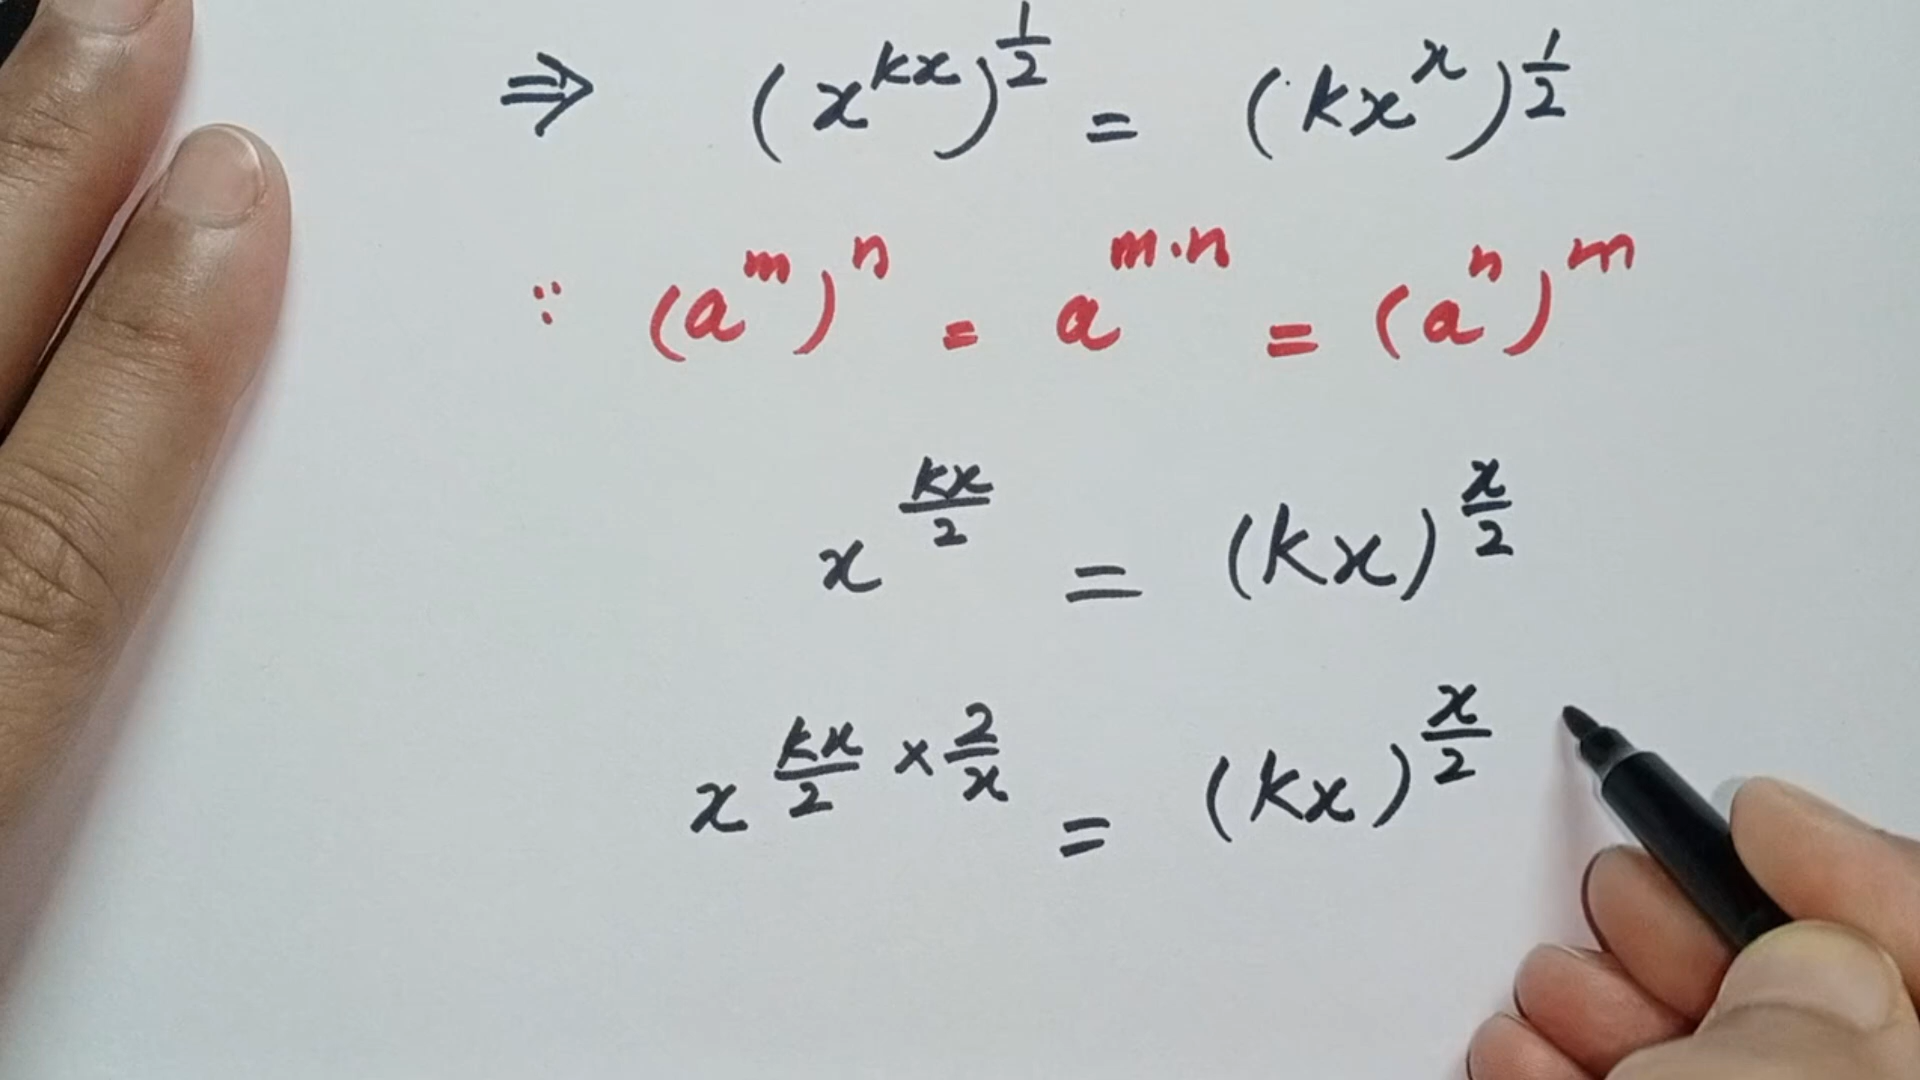 ⇒ (x^{kx})^{1/2} = (kx^x)^{1/2}
∵ (a^m)^n = a^{m·n} = (a^n)^m
x^{kx/2} = (kx)^{x/2}
x^{kx/2 × 2/x} = (kx)^{x/2}